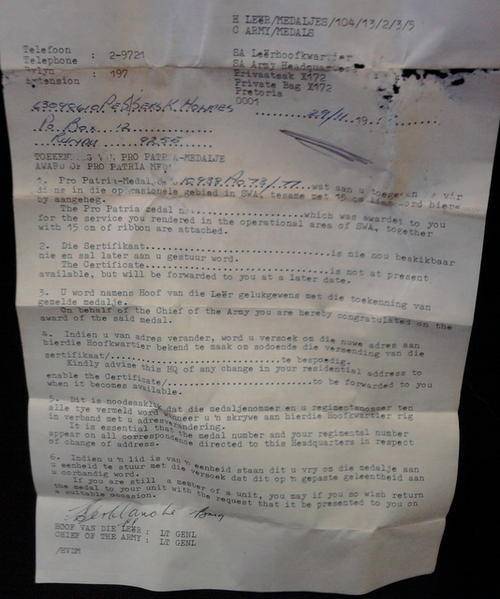 H LEËR/MEDALJES/104/13/2/3/5
C ARMY/MEDALS
Telefoon
Telephone : 2-9721
Avlyn
Extension : 197
SA Leërhoofkwartier
SA Army Headquarters
Privaatsak X172
Private Bag X172
Pretoria
0001
29/11 19
Po Box 12
TOEKENNING VAN PRO PATRIA-MEDALJE
AWARD OF PRO PATRIA MEDAL
1. Pro Patria-Medalje wat aan u toegeken is vir
diens in die operasionele gebied in SWA, tesame met 15 cm lint word hierby
aangeheg.
The Pro Patria medal no which was awarded to you
for the service you rendered in the operational area of SWA, together
with 15 cm of ribbon are attached.
2. Die Sertifikaat is nie nou beskikbaar
nie en sal later aan u gestuur word.
The Certificate is not at present
available, but will be forwarded to you at a later date.
3. U word namens Hoof van die Leër gelukgewens met die toekenning van
gemelde medalje.
On behalf of the Chief of the Army you are hereby congratulated on the
award of the said medal.
4. Indien u van adres verander, word u versoek om die nuwe adres aan
hierdie Hoofkwartier bekend te maak om sodoende die versending van die
sertifikaat/ te bespoedig.
Kindly advise this HQ of any change in your residential address to
enable the Certificate/ to be forwarded to you
when it becomes available.
5. Dit is noodsaaklik dat die medaljenommer en u regimentsnommer ten
alle tye vermeld word wanneer u 'n skrywe aan hierdie Hoofkwartier rig
in verband met u adresverandering.
It is essential that the medal number and your regimental number
appear on all correspondence directed to this Headquarters in respect
of change of address.
6. Indien u 'n lid is van 'n eenheid staan dit u vry om die medalje aan
u eenheid te stuur met die versoek dat dit op 'n gepaste geleentheid aan
u oorhandig word.
If you are still a member of a unit, you may if you so wish return
the medal to your unit with the request that it be presented to you on
a suitable occasion.
HOOF VAN DIE LEËR : LT GENL
CHIEF OF THE ARMY : LT GENL